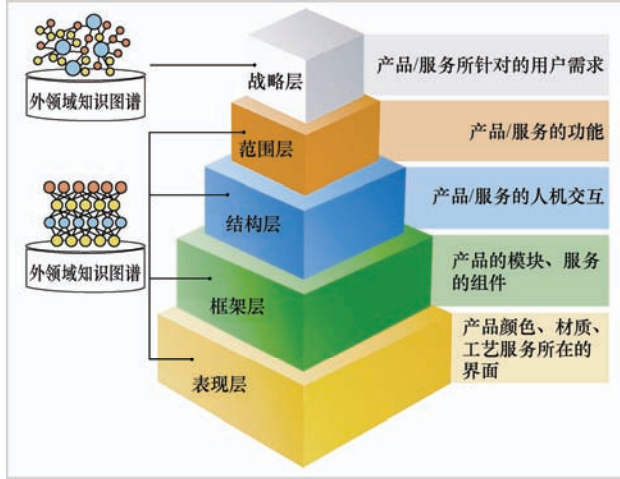 外领域知识图谱
外领域知识图谱
战略层
范围层
结构层
框架层
表现层
产品/服务所针对的用户需求
产品/服务的功能
产品/服务的人机交互
产品的模块、服务
的组件
产品颜色、材质、
工艺服务所在的
界面